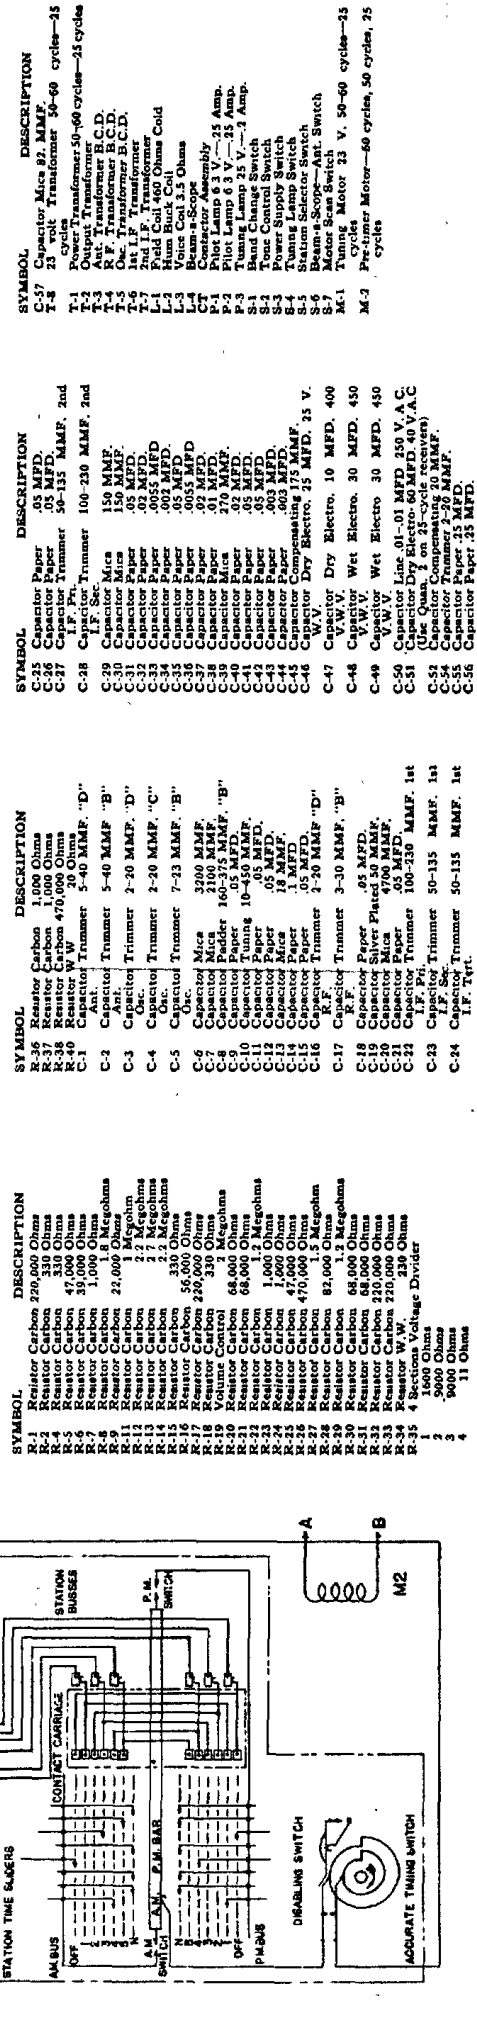 STATION TIME SLIDERS
AM.BUS
OFF
1
2
3
4
5
N
A.M.
SWITCH
CONTACT CARRIAGE
STATION
BUSSES
A.M.
P.M. BAR
P.M.
SWITCH
N
5
4
3
2
1
OFF
P.M.BUS
DISABLING SWITCH
ACCURATE TIMING SWITCH
A
B
M2
SYMBOL DESCRIPTION
R-1 Resistor Carbon 220,000 Ohms
R-2 Resistor Carbon 330 Ohms
R-4 Resistor Carbon 330 Ohms
R-5 Resistor Carbon 47,000 Ohms
R-6 Resistor Carbon 39,000 Ohms
R-7 Resistor Carbon 1,000 Ohms
R-8 Resistor Carbon 1.8 Megohms
R-9 Resistor Carbon 22,000 Ohms
R-11 Resistor Carbon 1 Megohm
R-12 Resistor Carbon 2.2 Megohms
R-13 Resistor Carbon 2.7 Megohms
R-14 Resistor Carbon 2.2 Megohms
R-15 Resistor Carbon 330 Ohms
R-16 Resistor Carbon 56,000 Ohms
R-17 Resistor Carbon 220,000 Ohms
R-18 Resistor Carbon 330 Ohms
R-19 Volume Control 2 Megohms
R-20 Resistor Carbon 68,000 Ohms
R-21 Resistor Carbon 68,000 Ohms
R-22 Resistor Carbon 1.2 Megohms
R-23 Resistor Carbon 1,000 Ohms
R-24 Resistor Carbon 1,000 Ohms
R-25 Resistor Carbon 47,000 Ohms
R-26 Resistor Carbon 470,000 Ohms
R-27 Resistor Carbon 1.5 Megohm
R-28 Resistor Carbon 82,000 Ohms
R-29 Resistor Carbon 1.2 Megohms
R-30 Resistor Carbon 68,000 Ohms
R-31 Resistor Carbon 68,000 Ohms
R-32 Resistor Carbon 220,000 Ohms
R-33 Resistor Carbon 220,000 Ohms
R-34 Resistor W.W. 230 Ohms
R-35 4 Sections Voltage Divider
1 1600 Ohms
2 9000 Ohms
3 9000 Ohms
4 11 Ohms
SYMBOL DESCRIPTION
R-36 Resistor Carbon 1,000 Ohms
R-37 Resistor Carbon 1,000 Ohms
R-38 Resistor Carbon 470,000 Ohms
R-40 Resistor W W 20 Ohms
C-1 Capacitor Trimmer 5-40 MMF. "D"
Ant.
C-2 Capacitor Trimmer 5-40 MMF "B"
Ant.
C-3 Capacitor Trimmer 2-20 MMF. "D"
Osc.
C-4 Capacitor Trimmer 2-20 MMF. "C"
Osc.
C-5 Capacitor Trimmer 7-23 MMF. "B"
Osc.
C-6 Capacitor Mica 3200 MMF.
C-7 Capacitor Mica 2100 MMF.
C-8 Capacitor Padder 160-375 MMF. "B"
C-9 Capacitor Paper .05 MFD.
C-10 Capacitor Tuning 10-450 MMF.
C-11 Capacitor Paper .05 MFD.
C-12 Capacitor Paper .05 MFD.
C-13 Capacitor Mica 18 MMF.
C-14 Capacitor Paper .1 MFD
C-15 Capacitor Paper .05 MFD.
C-16 Capacitor Trimmer 2-20 MMF "D"
R.F.
C-17 Capacitor Trimmer 3-30 MMF. "B"
R.F
C-18 Capacitor Paper .05 MFD.
C-19 Capacitor Silver Plated 50 MMF.
C-20 Capacitor Mica 4700 MMF.
C-21 Capacitor Paper .05 MFD.
C-22 Capacitor Trimmer 100-230 MMF. 1st
I.F. Pri.
C-23 Capacitor Trimmer 50-135 MMF. 1st
I.F. Sec.
C-24 Capacitor Trimmer 50-135 MMF. 1st
I.F. Tert.
SYMBOL DESCRIPTION
C-25 Capacitor Paper .05 MFD.
C-26 Capacitor Paper .05 MFD.
C-27 Capacitor Trimmer 50-135 MMF. 2nd
I.F. Pri.
C-28 Capacitor Trimmer 100-230 MMF. 2nd
I.F. Sec.
C-29 Capacitor Mica 150 MMF.
C-30 Capacitor Mica 150 MMF.
C-31 Capacitor Paper .05 MFD.
C-32 Capacitor Paper .02 MFD.
C-33 Capacitor Paper .0055 MFD
C-34 Capacitor Paper .002 MFD.
C-35 Capacitor Paper .05 MFD
C-36 Capacitor Paper .0055 MFD
C-37 Capacitor Paper .02 MFD.
C-38 Capacitor Paper .01 MFD.
C-39 Capacitor Mica 270 MMF.
C-40 Capacitor Paper .02 MFD.
C-41 Capacitor Paper .05 MFD.
C-42 Capacitor Paper .05 MFD
C-43 Capacitor Paper .003 MFD.
C-44 Capacitor Paper .003 MFD.
C-45 Capacitor Compensating 175 MMF.
C-46 Capacitor Dry Electro. 25 MFD. 25 V.
W.V.
C-47 Capacitor Dry Electro. 10 MFD. 400
V.W.V.
C-48 Capacitor Wet Electro. 30 MFD. 450
V.W.V.
C-49 Capacitor Wet Electro 30 MFD. 450
V.W.V.
C-50 Capacitor Line .01-.01 MFD 250 V.A C.
C-51 Capacitor Dry Electro 60 MFD. 40 V.A.C
(Use Quan. 2 on 25-cycle receivers)
C-52 Capacitor Compensating 20 MMF.
C-54 Capacitor Trimmer 2-20 MMF.
C-55 Capacitor Paper .25 MFD.
C-56 Capacitor Paper .25 MFD.
SYMBOL DESCRIPTION
C-57 Capacitor Mica 82. MMF.
T-8 23 volt Transformer 50-60 cycles—25
cycles
T-1 Power Transformer 50-60 cycles—25 cycles
T-2 Output Transformer
T-3 Ant. Transformer B.C.D.
T-4 R F. Transformer B.C.D.
T-5 Osc. Transformer B.C.D.
T-6 1st I.F Transformer
T-7 2nd I.F. Transformer
L-1 Field Coil 460 Ohms Cold
L-2 Hum Buck Coil
L-3 Voice Coil 3.5 Ohms
L-4 Beam-a-Scope
CT Contactor Assembly
P-1 Pilot Lamp 6 3 V.—.25 Amp.
P-2 Pilot Lamp 6 3 V—.25 Amp.
P-3 Tuning Lamp 25 V.—.2 Amp.
S-1 Band Change Switch
S-2 Tone Control Switch
S-3 Power Supply Switch
S-4 Tuning Lamp Switch
S-5 Station Selector Switch
S-6 Beam-a-Scope—Ant. Switch
S-7 Motor Scan Switch
M-1 Tuning Motor 23 V. 50-60 cycles—25
cycles
M-2 Pre-timer Motor—60 cycles, 50 cycles, 25
cycles